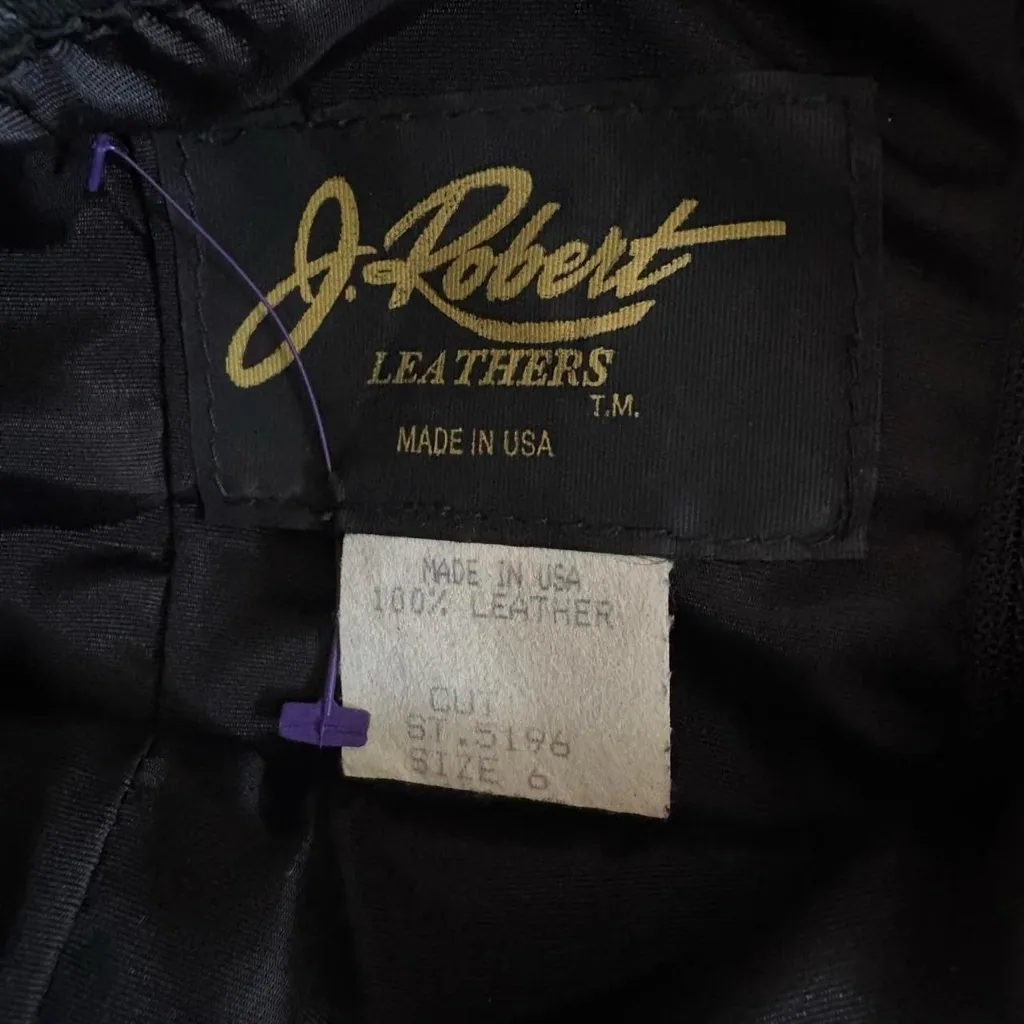 J. Robert
LEATHERS
T.M.
MADE IN USA
MADE IN USA
100% LEATHER
CUT
ST.5196
SIZE 6